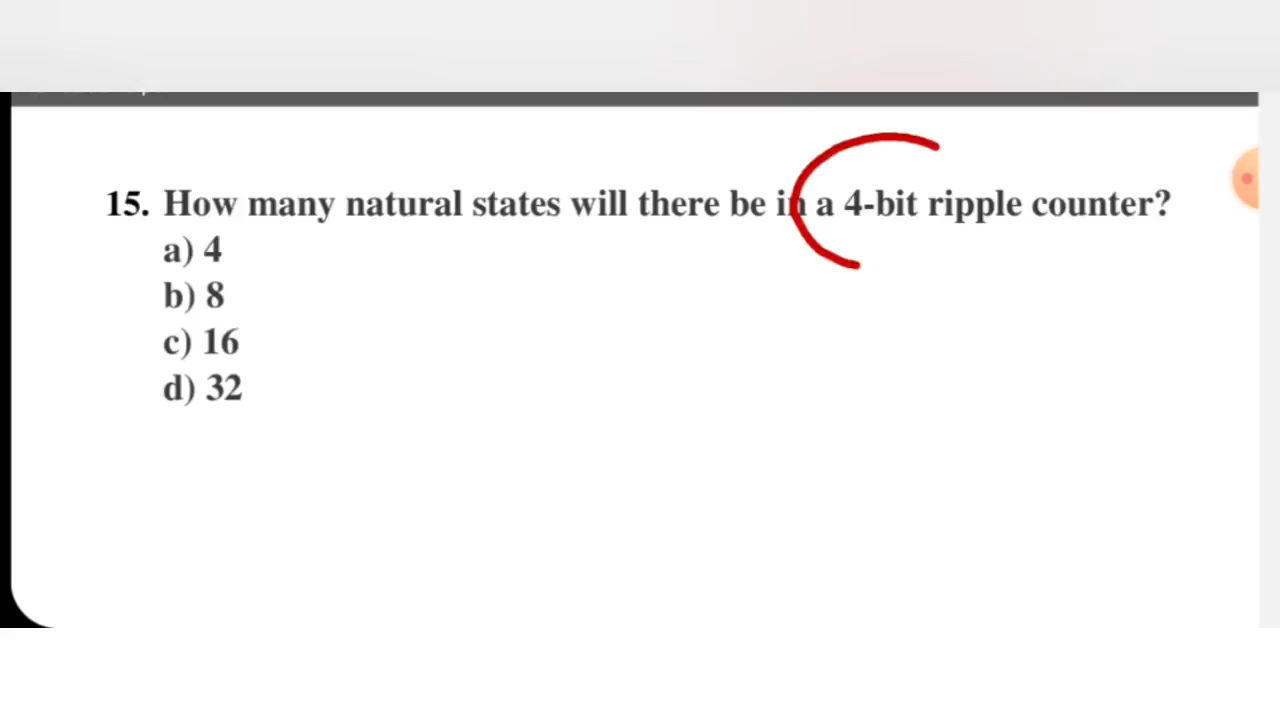 15. How many natural states will there be in a 4-bit ripple counter?
a) 4
b) 8
c) 16
d) 32